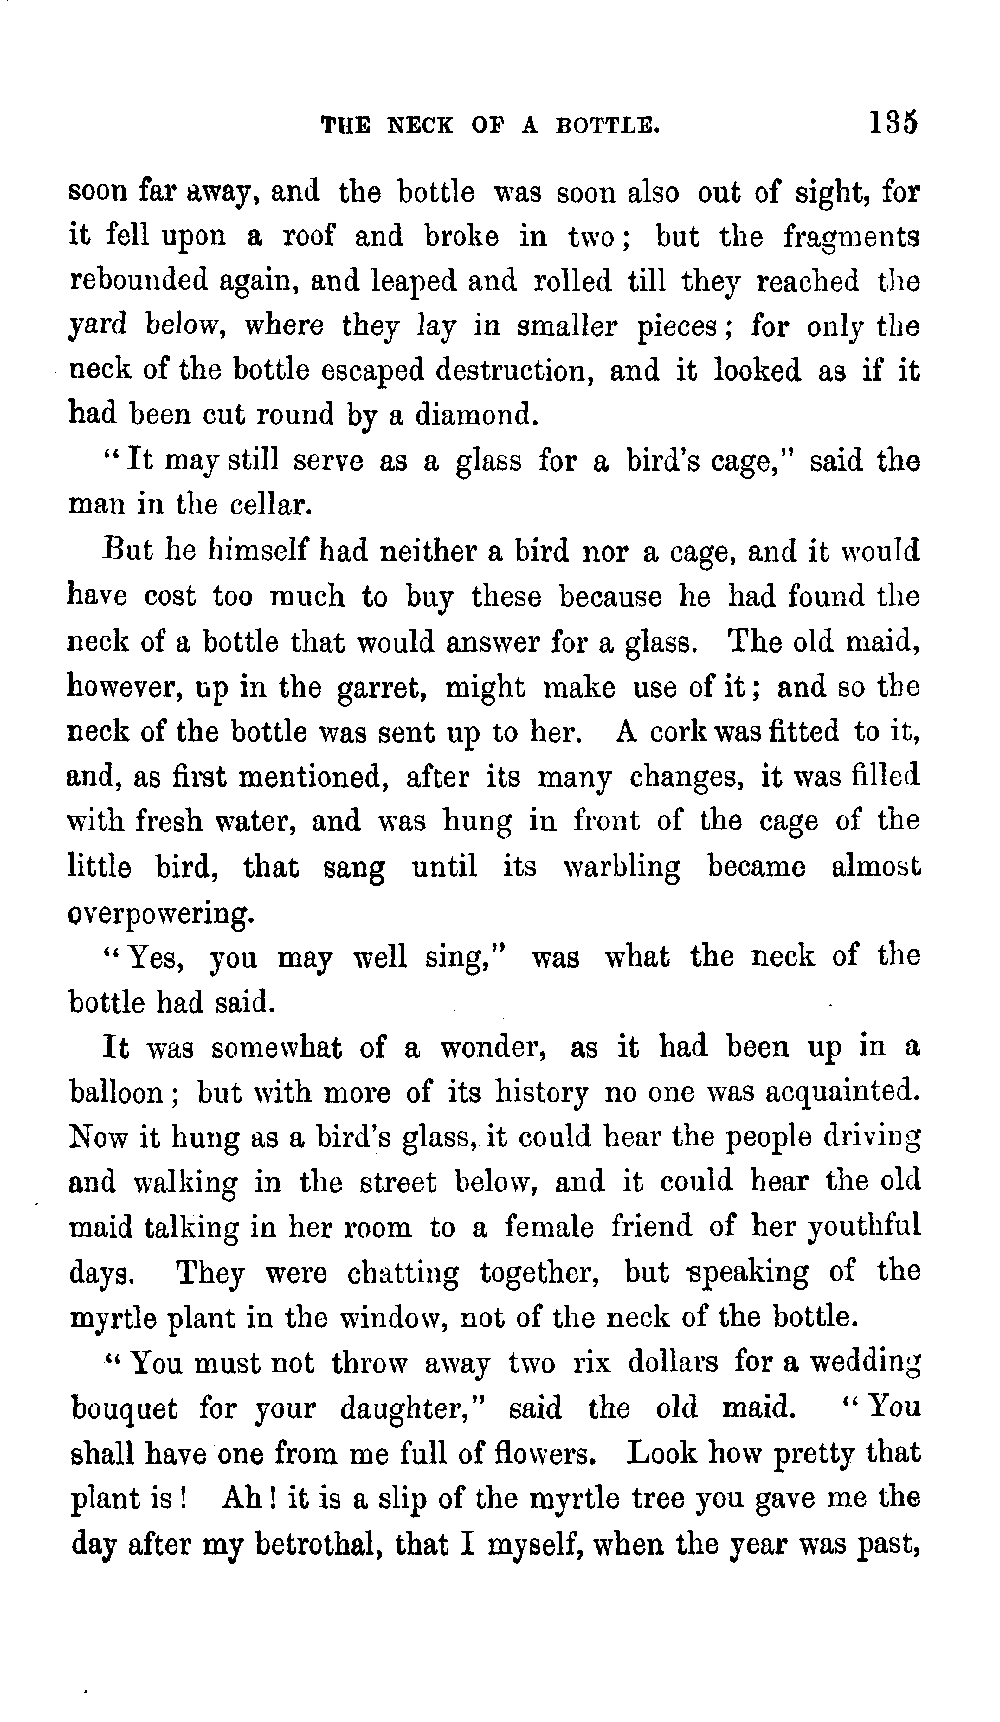 THE NECK OF A BOTTLE. 135
soon far away, and the bottle was soon also out of sight, for
it fell upon a roof and broke in two; but the fragments
rebounded again, and leaped and rolled till they reached the
yard below, where they lay in smaller pieces; for only the
neck of the bottle escaped destruction, and it looked as if it
had been cut round by a diamond.
"It may still serve as a glass for a bird's cage," said the
man in the cellar.
But he himself had neither a bird nor a cage, and it would
have cost too much to buy these because he had found the
neck of a bottle that would answer for a glass. The old maid,
however, up in the garret, might make use of it; and so the
neck of the bottle was sent up to her. A cork was fitted to it,
and, as first mentioned, after its many changes, it was filled
with fresh water, and was hung in front of the cage of the
little bird, that sang until its warbling became almost
overpowering.
"Yes, you may well sing," was what the neck of the
bottle had said.
It was somewhat of a wonder, as it had been up in a
balloon; but with more of its history no one was acquainted.
Now it hung as a bird's glass, it could hear the people driving
and walking in the street below, and it could hear the old
maid talking in her room to a female friend of her youthful
days. They were chatting together, but speaking of the
myrtle plant in the window, not of the neck of the bottle.
"You must not throw away two rix dollars for a wedding
bouquet for your daughter," said the old maid. "You
shall have one from me full of flowers. Look how pretty that
plant is! Ah! it is a slip of the myrtle tree you gave me the
day after my betrothal, that I myself, when the year was past,